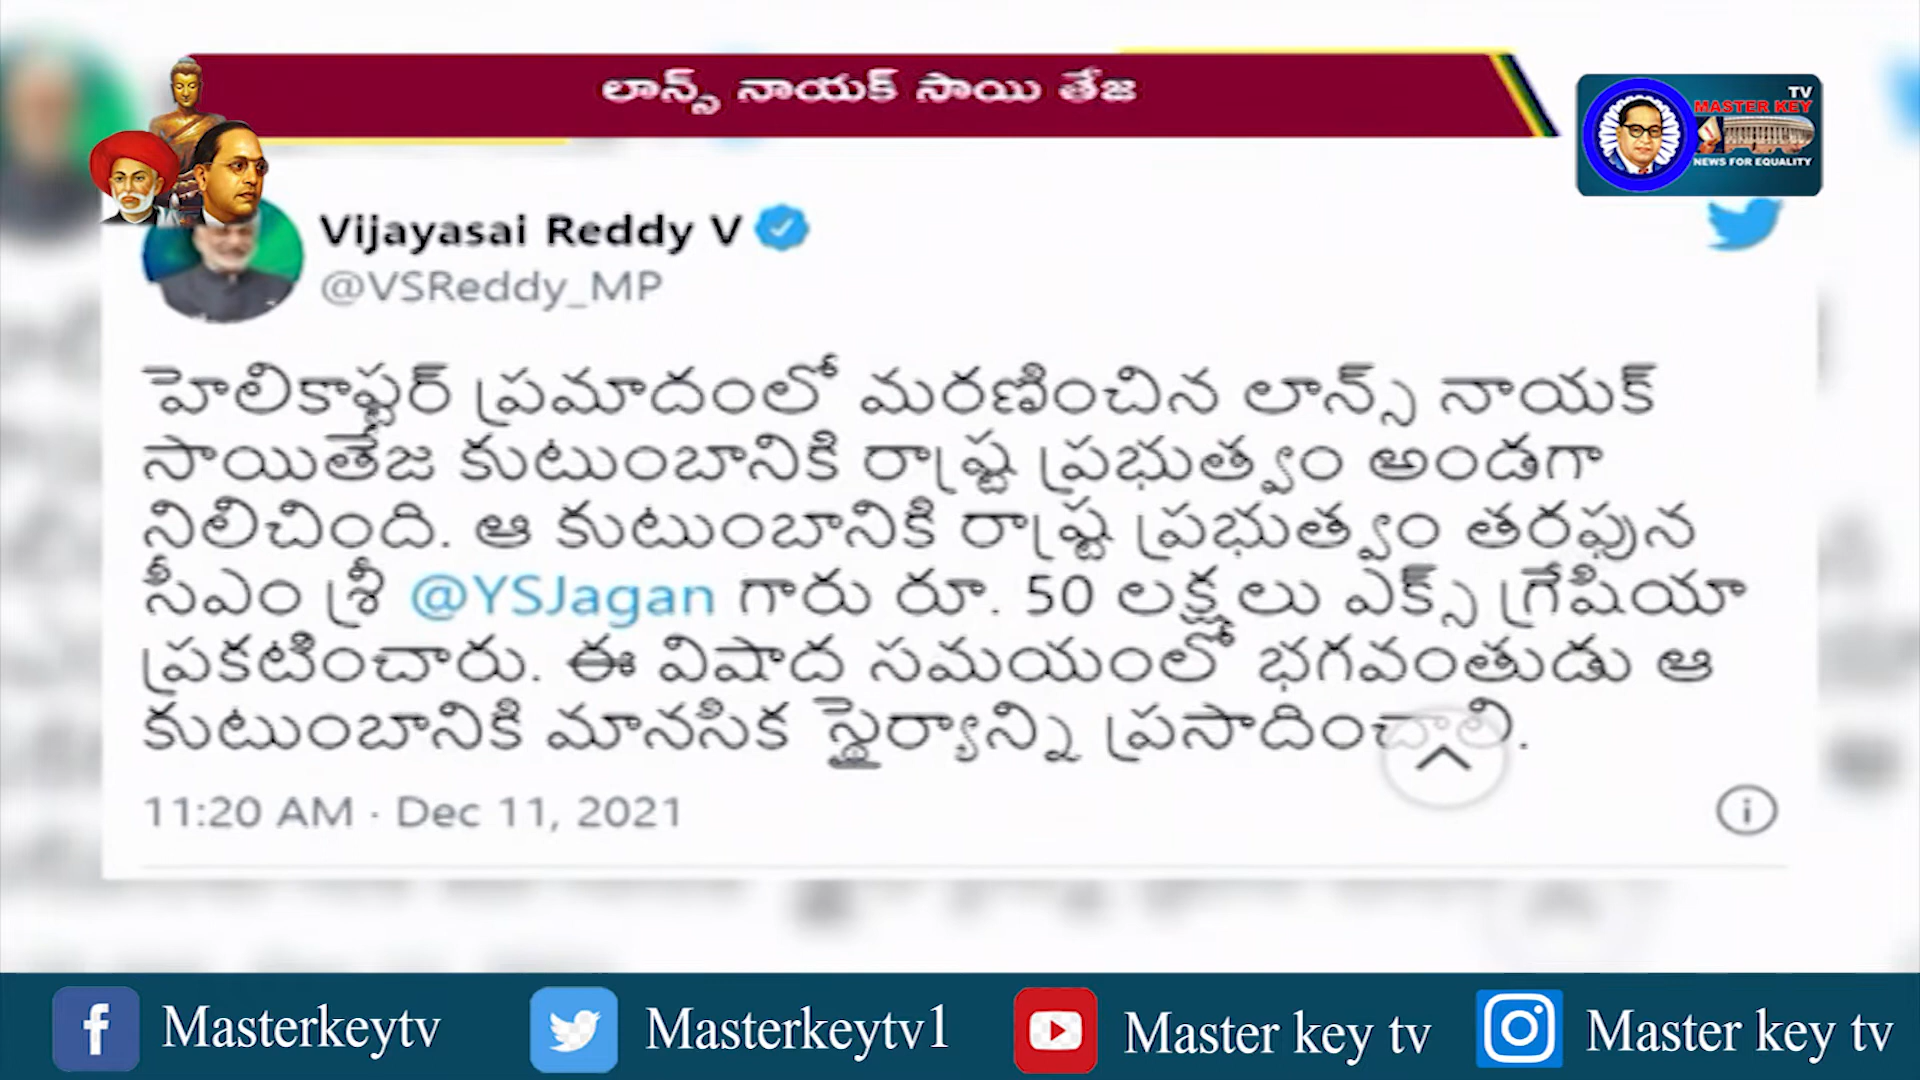 లాన్స్ నాయక్ సాయి తేజ
TV
MASTER KEY
NEWS FOR EQUALITY
Vijayasai Reddy V
@VSReddy_MP
హెలికాప్టర్ ప్రమాదంలో మరణించిన లాన్స్ నాయక్
సాయితేజ కుటుంబానికి రాష్ట్ర ప్రభుత్వం అండగా
నిలిచింది. ఆ కుటుంబానికి రాష్ట్ర ప్రభుత్వం తరఫున
సీఎం శ్రీ @YSJagan గారు రూ. 50 లక్షలు ఎక్స్ గ్రేషియా
ప్రకటించారు. ఈ విషాద సమయంలో భగవంతుడు ఆ
కుటుంబానికి మానసిక స్థైర్యాన్ని ప్రసాదించాలి.
11:20 AM · Dec 11, 2021
Masterkeytv
Masterkeytv1
Master key tv
Master key tv